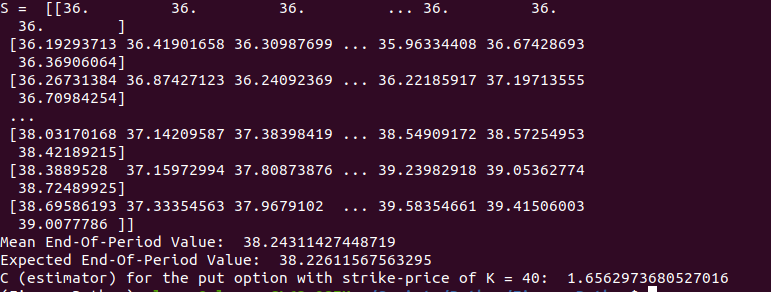 S =  [[36.         36.         36.         ... 36.         36.
  36.        ]
 [36.19293713 36.41901658 36.30987699 ... 35.96334408 36.67428693
  36.36906064]
 [36.26731384 36.87427123 36.24092369 ... 36.22185917 37.19713555
  36.70984254]
 ...
 [38.03170168 37.14209587 37.38398419 ... 38.54909172 38.57254953
  38.42189215]
 [38.3889528  37.15972994 37.80873876 ... 39.23982918 39.05362774
  38.72489925]
 [38.69586193 37.33354563 37.9679102  ... 39.58354661 39.41506003
  39.0077786 ]]
Mean End-Of-Period Value:  38.24311427448719
Expected End-Of-Period Value:  38.22611567563295
C (estimator) for the put option with strike-price of K = 40:  1.6562973680527016